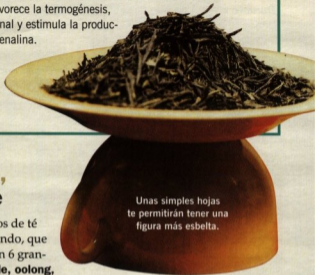 vorece la termogénesis,
nal y estimula la produc-
enalina.
Unas simples hojas
te permitirán tener una
figura más esbelta.
os de té
ndo, que
n 6 gran-
le, oolong,